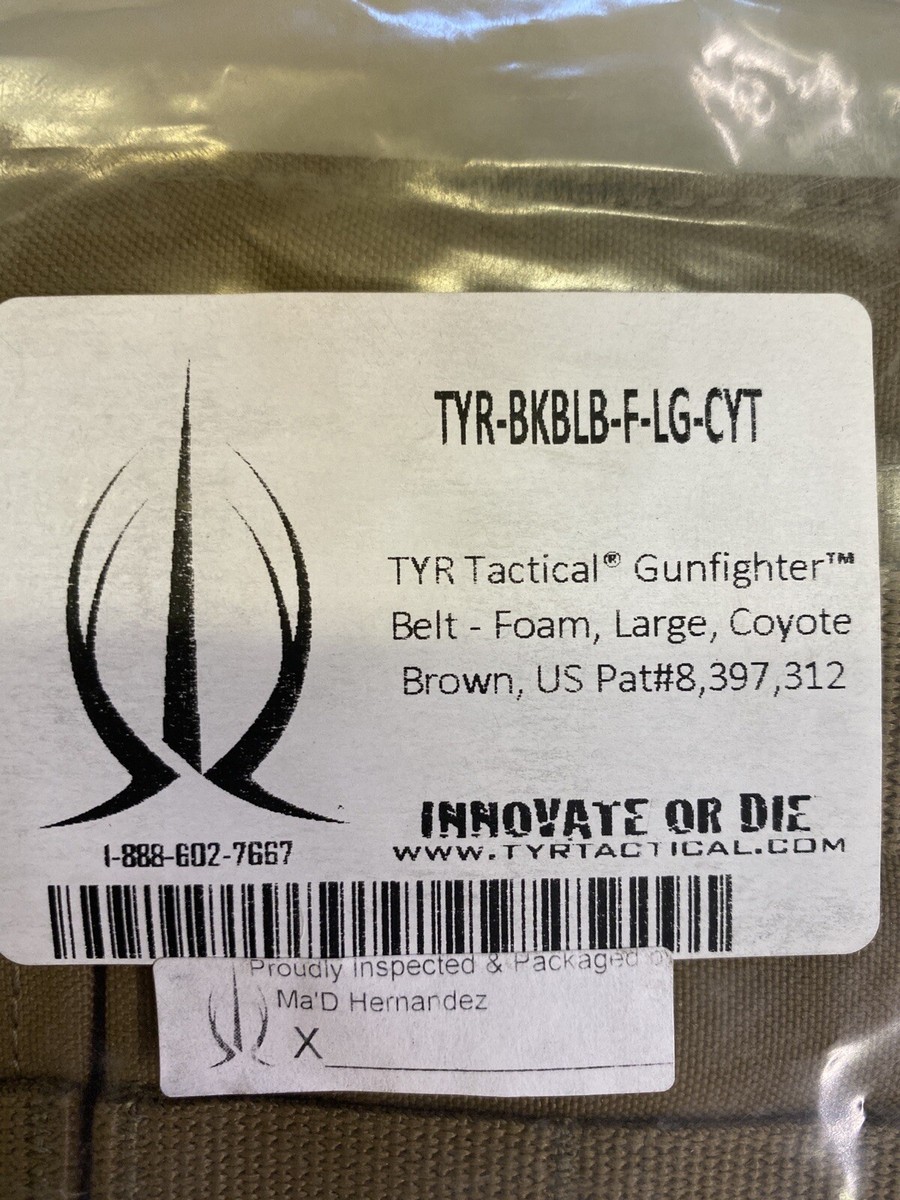 TYR-BKBLB-F-LG-CYT
TYR Tactical® Gunfighter™
Belt - Foam, Large, Coyote
Brown, US Pat#8,397,312
INNOVATE OR DIE
WWW.TYRTACTICAL.COM
1-888-602-7667
Proudly Inspected & Packaged
Ma'D Hernandez
X